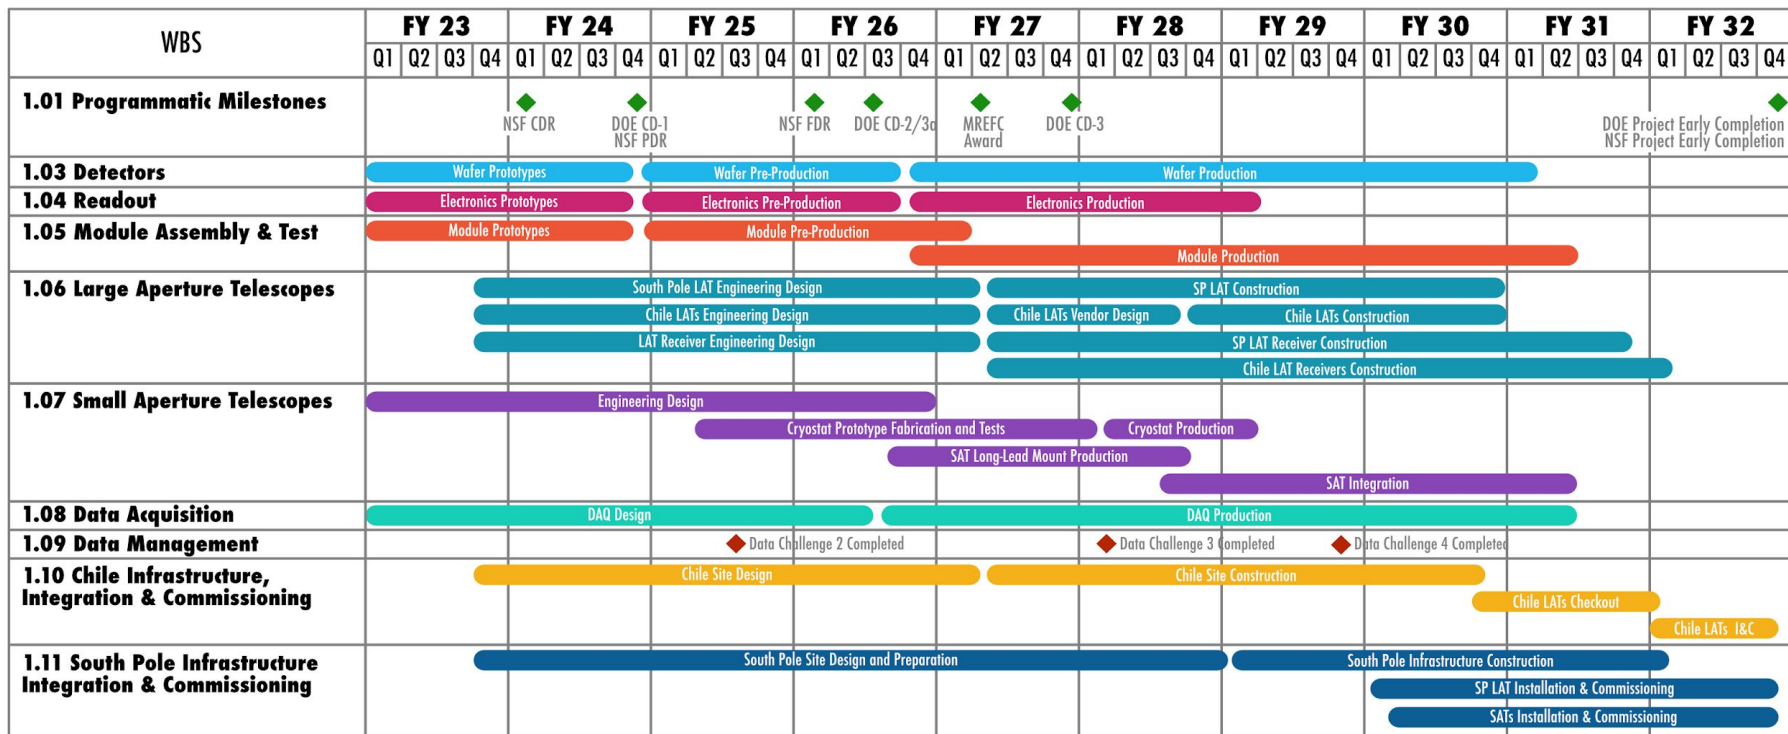 WBS
FY 23 FY 24 FY 25 FY 26 FY 27 FY 28 FY 29 FY 30 FY 31 FY 32
Q1 Q2 Q3 Q4 Q1 Q2 Q3 Q4 Q1 Q2 Q3 Q4 Q1 Q2 Q3 Q4 Q1 Q2 Q3 Q4 Q1 Q2 Q3 Q4 Q1 Q2 Q3 Q4 Q1 Q2 Q3 Q4 Q1 Q2 Q3 Q4 Q1 Q2 Q3 Q4
1.01 Programmatic Milestones
NSF CDR
DOE CD-1
NSF PDR
NSF FDR
DOE CD-2/3a
MREFC
Award
DOE CD-3
DOE Project Early Completion
NSF Project Early Completion
1.03 Detectors
Wafer Prototypes
Wafer Pre-Production
Wafer Production
1.04 Readout
Electronics Prototypes
Electronics Pre-Production
Electronics Production
1.05 Module Assembly & Test
Module Prototypes
Module Pre-Production
Module Production
1.06 Large Aperture Telescopes
South Pole LAT Engineering Design
SP LAT Construction
Chile LATs Engineering Design
Chile LATs Vendor Design
Chile LATs Construction
LAT Receiver Engineering Design
SP LAT Receiver Construction
Chile LAT Receivers Construction
1.07 Small Aperture Telescopes
Engineering Design
Cryostat Prototype Fabrication and Tests
Cryostat Production
SAT Long-Lead Mount Production
SAT Integration
1.08 Data Acquisition
DAQ Design
DAQ Production
1.09 Data Management
Data Challenge 2 Completed
Data Challenge 3 Completed
Data Challenge 4 Completed
1.10 Chile Infrastructure,
Integration & Commissioning
Chile Site Design
Chile Site Construction
Chile LATs Checkout
Chile LATs I&C
1.11 South Pole Infrastructure
Integration & Commissioning
South Pole Site Design and Preparation
South Pole Infrastructure Construction
SP LAT Installation & Commissioning
SATs Installation & Commissioning